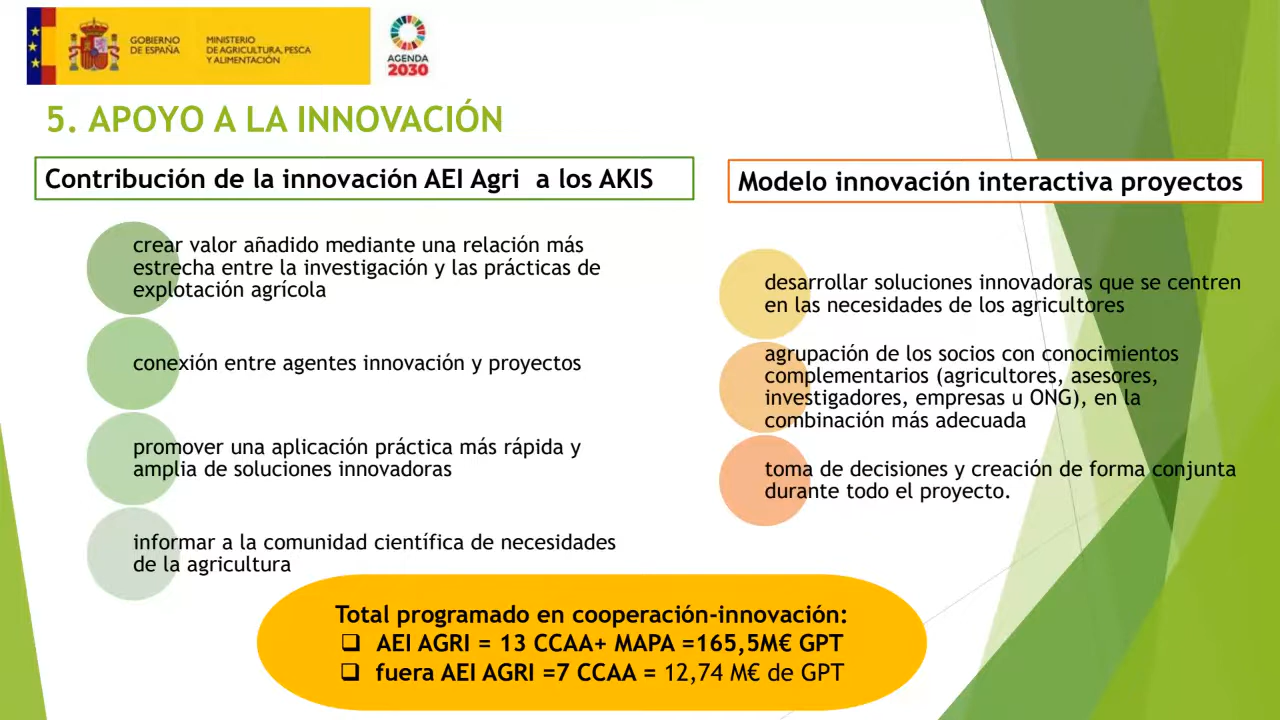 GOBIERNO
DE ESPAÑA
MINISTERIO
DE AGRICULTURA, PESCA
Y ALIMENTACIÓN
AGENDA
2030
5. APOYO A LA INNOVACIÓN
Contribución de la innovación AEI Agri a los AKIS
crear valor añadido mediante una relación más
estrecha entre la investigación y las prácticas de
explotación agrícola
conexión entre agentes innovación y proyectos
promover una aplicación práctica más rápida y
amplia de soluciones innovadoras
informar a la comunidad científica de necesidades
de la agricultura
Modelo innovación interactiva proyectos
desarrollar soluciones innovadoras que se centren
en las necesidades de los agricultores
agrupación de los socios con conocimientos
complementarios (agricultores, asesores,
investigadores, empresas u ONG), en la
combinación más adecuada
toma de decisiones y creación de forma conjunta
durante todo el proyecto.
Total programado en cooperación-innovación:
❑ AEI AGRI = 13 CCAA+ MAPA =165,5M€ GPT
❑ fuera AEI AGRI =7 CCAA = 12,74 M€ de GPT